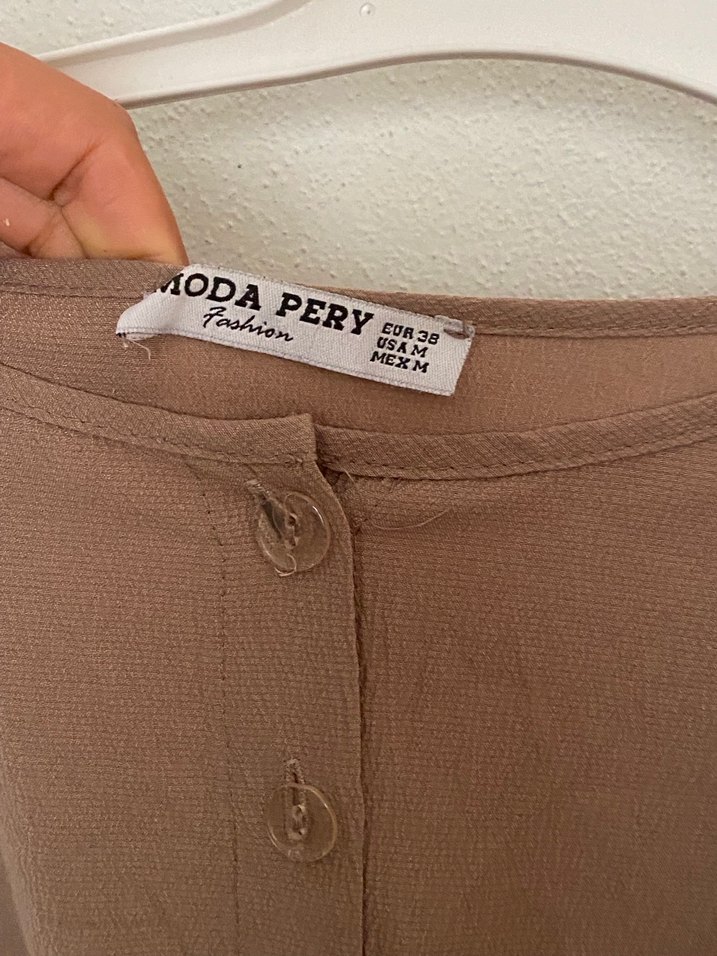 MODA PERY
Fashion
EUR 38
USA M
MEX M